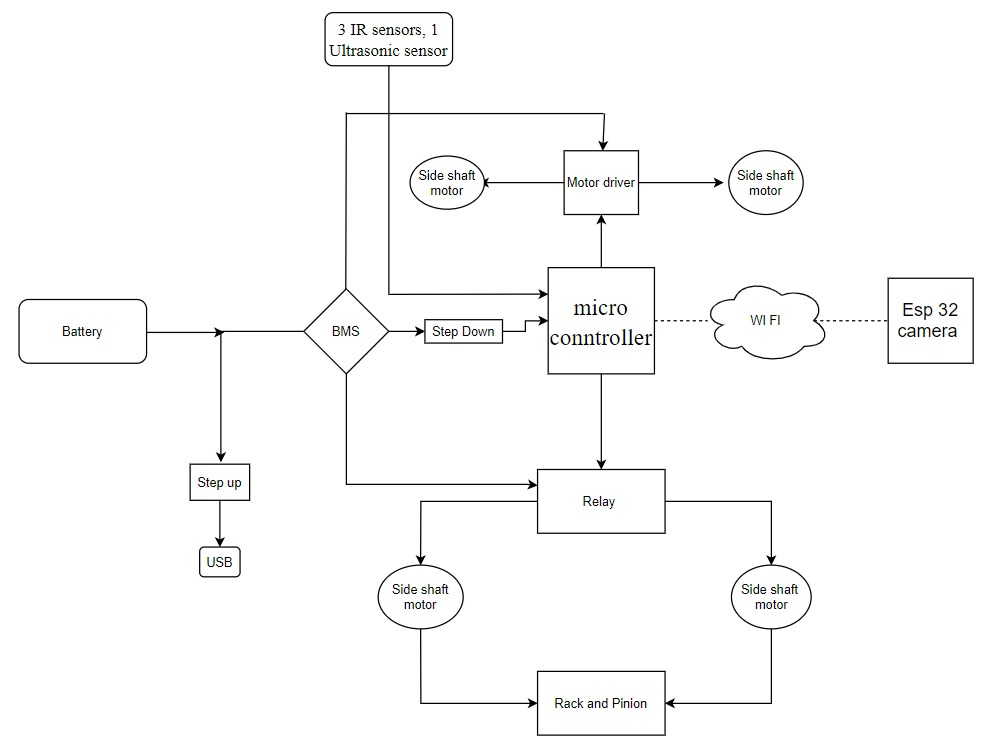 3 IR sensors, 1
Ultrasonic sensor
Side shaft
motor
Motor driver
Side shaft
motor
Battery
BMS
Step Down
micro
conntroller
WI FI
Esp 32
camera
Step up
USB
Relay
Side shaft
motor
Side shaft
motor
Rack and Pinion